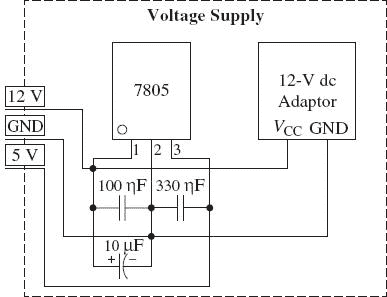 Voltage Supply
7805
12-V dc
Adaptor
VCC GND
12 V
GND
5 V
1 2 3
100 ηF 330 ηF
10 μF
+ −